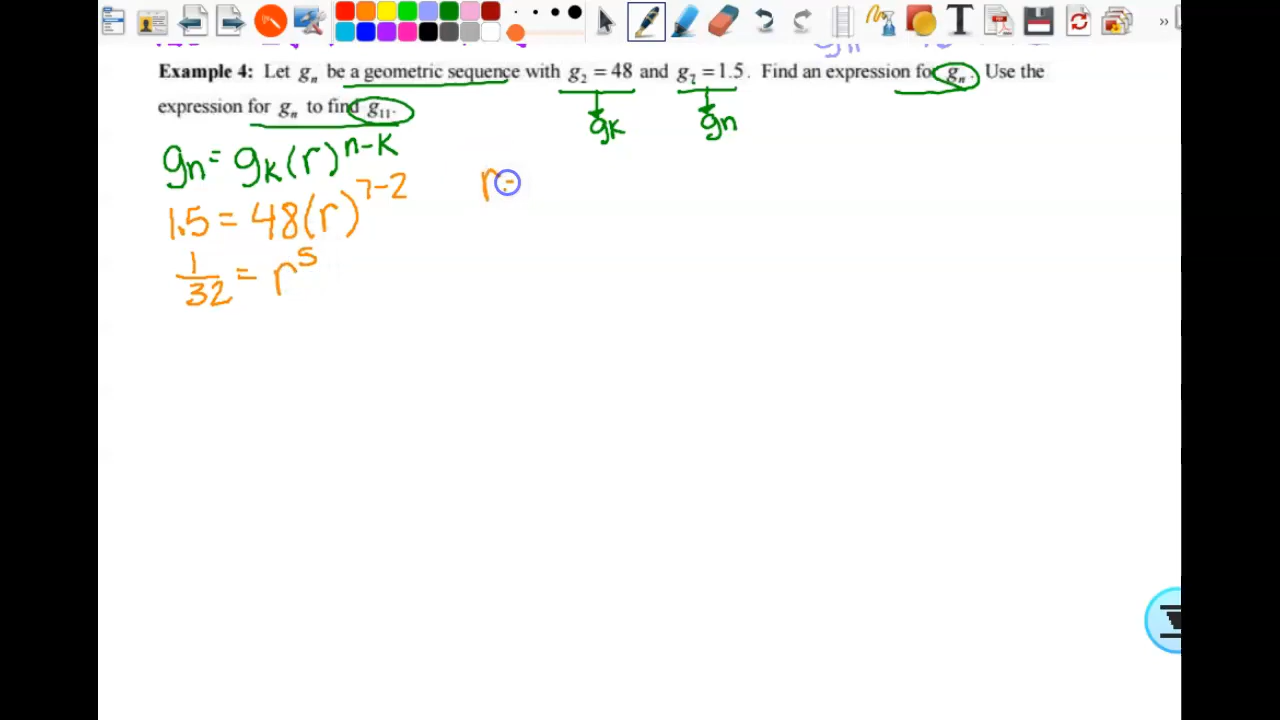 Example 4: Let gₙ be a geometric sequence with g₂ = 48 and g₇ = 1.5. Find an expression for gₙ. Use the
expression for gₙ to find g₁₁.
gk gn
gn = gk(r)ⁿ⁻ᵏ
1.5 = 48(r)⁷⁻² r=
1/32 = r⁵